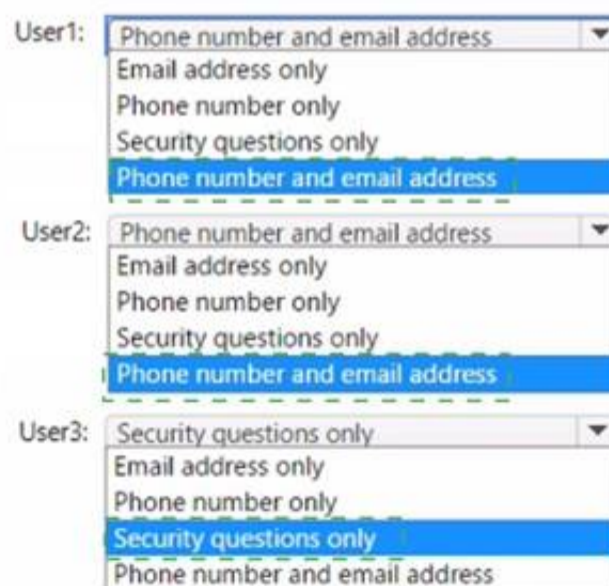 User1: Phone number and email address
Email address only
Phone number only
Security questions only
Phone number and email address
User2: Phone number and email address
Email address only
Phone number only
Security questions only
Phone number and email address
User3: Security questions only
Email address only
Phone number only
Security questions only
Phone number and email address